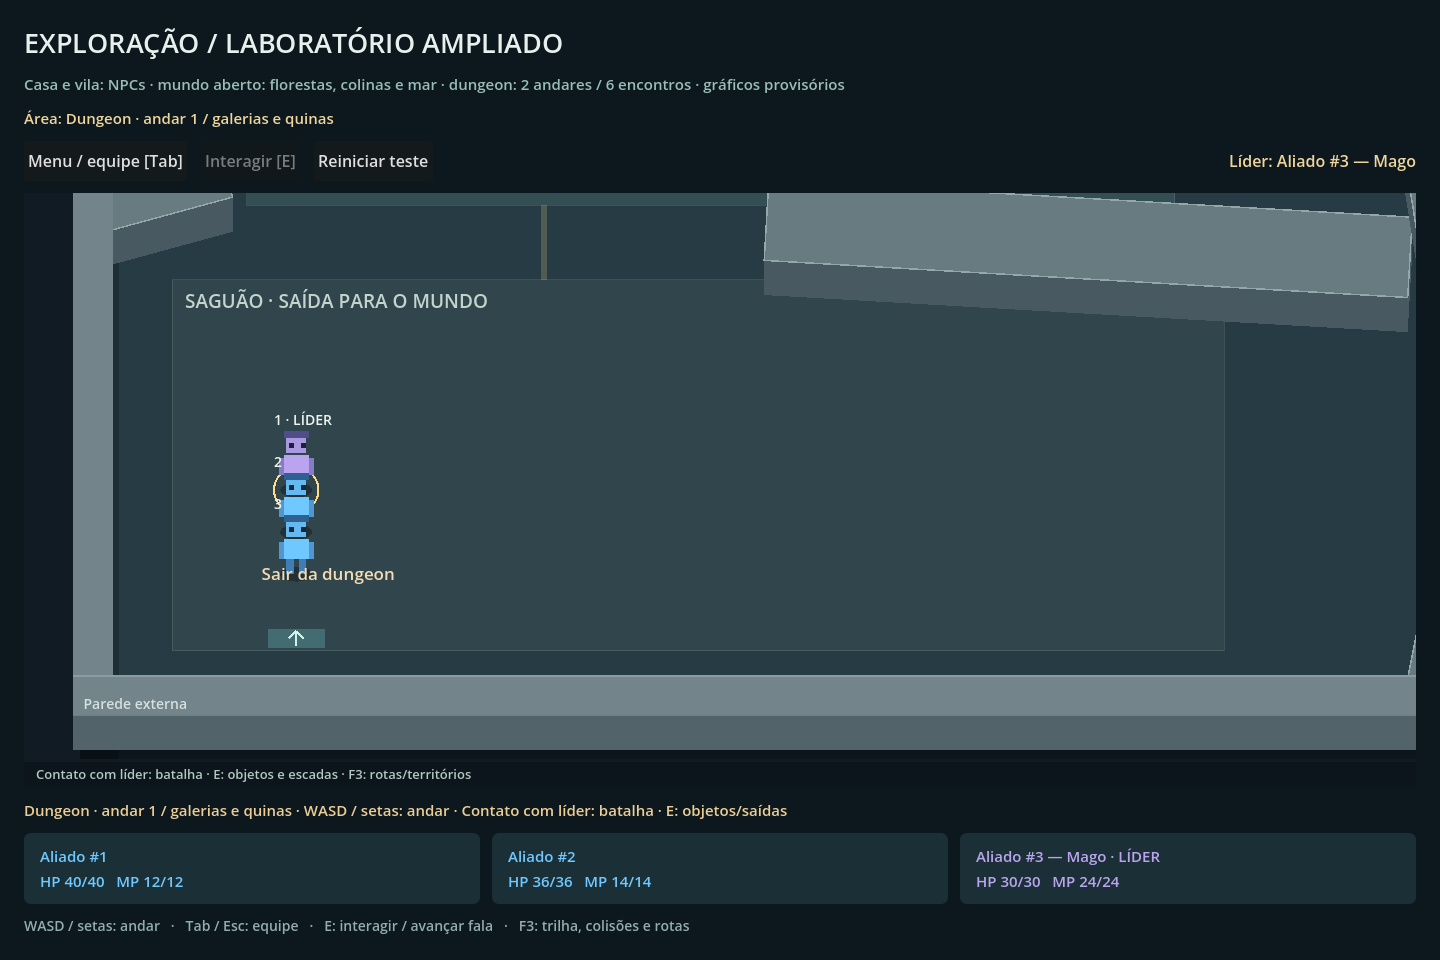 EXPLORAÇÃO / LABORATÓRIO AMPLIADO
Casa e vila: NPCs · mundo aberto: florestas, colinas e mar · dungeon: 2 andares / 6 encontros · gráficos provisórios
Área: Dungeon · andar 1 / galerias e quinas
Menu / equipe [Tab] Interagir [E] Reiniciar teste Líder: Aliado #3 — Mago
SAGUÃO · SAÍDA PARA O MUNDO
1 · LÍDER
2
3
Sair da dungeon
Parede externa
Contato com líder: batalha · E: objetos e escadas · F3: rotas/territórios
Dungeon · andar 1 / galerias e quinas · WASD / setas: andar · Contato com líder: batalha · E: objetos/saídas
Aliado #1
HP 40/40 MP 12/12
Aliado #2
HP 36/36 MP 14/14
Aliado #3 — Mago · LÍDER
HP 30/30 MP 24/24
WASD / setas: andar · Tab / Esc: equipe · E: interagir / avançar fala · F3: trilha, colisões e rotas